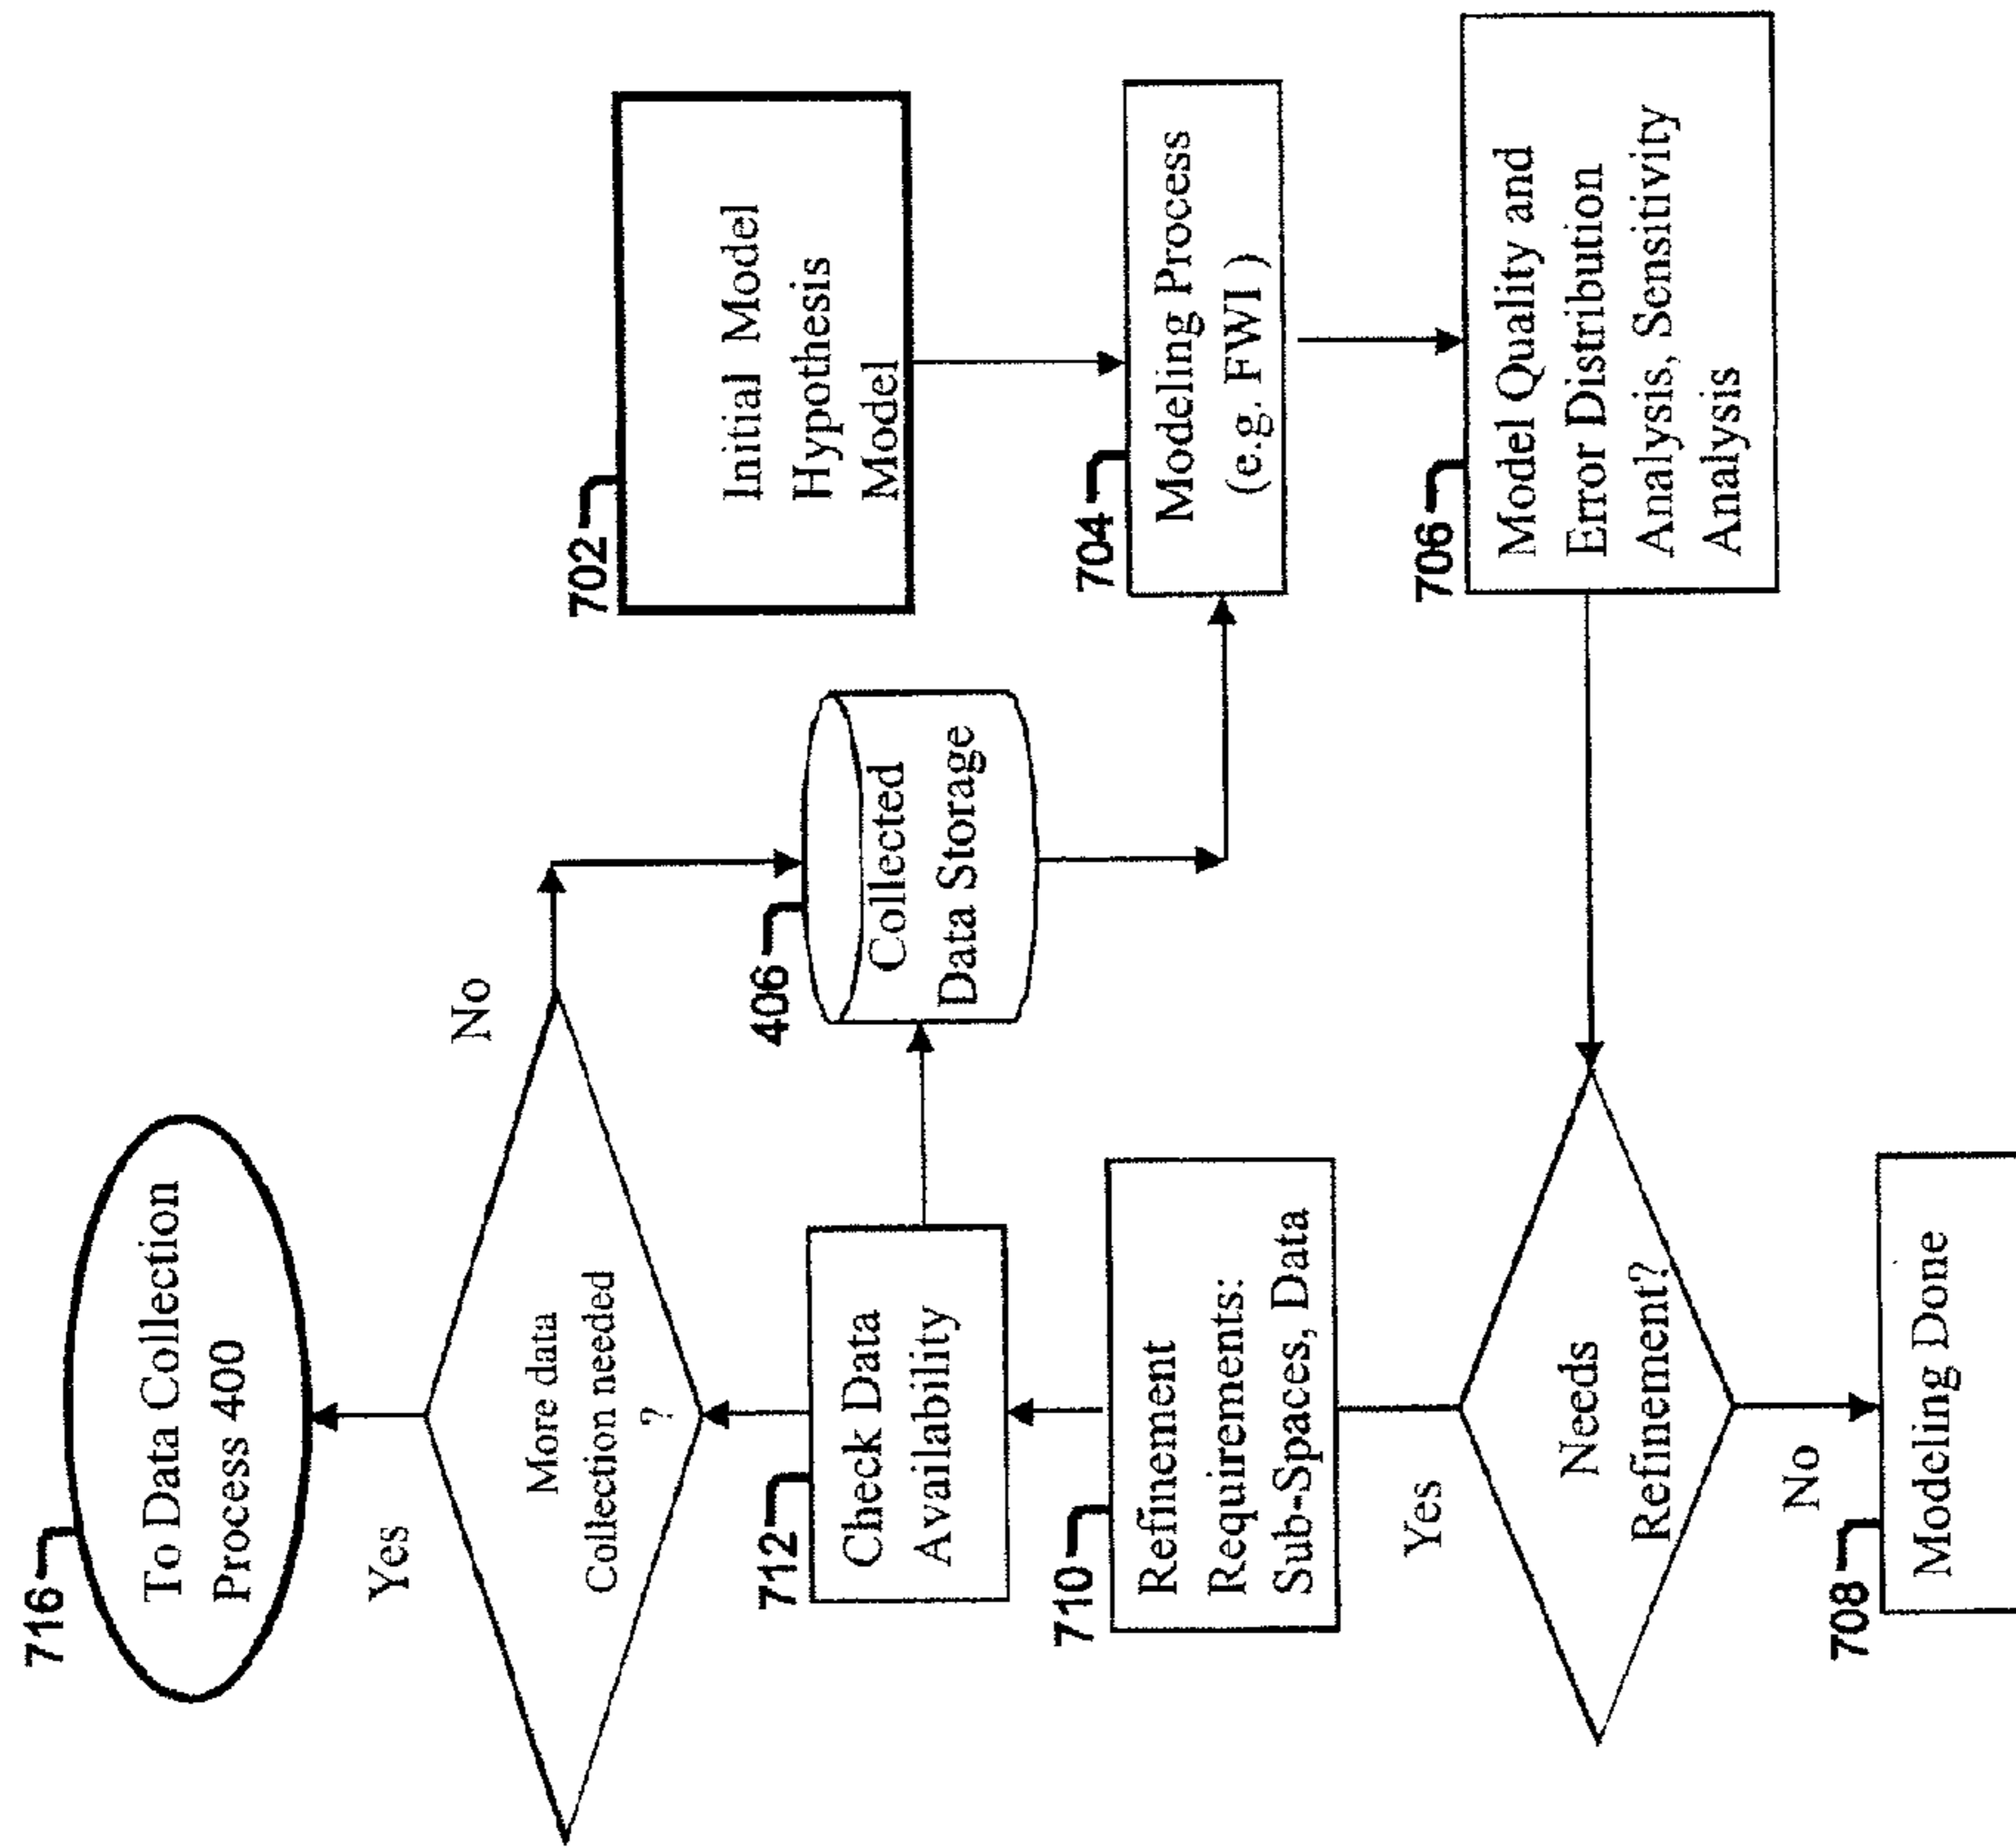 716
To Data Collection
Process 400
Yes
No
More data
Collection needed
?
702
Initial Model
Hypothesis
Model
406
Collected
Data Storage
712
Check Data
Availability
704
Modeling Process
(e.g. FWI )
710
Refinement
Requirements:
Sub-Spaces, Data
706
Model Quality and
Error Distribution
Analysis, Sensitivity
Analysis
Yes
Needs
Refinement?
No
708
Modeling Done